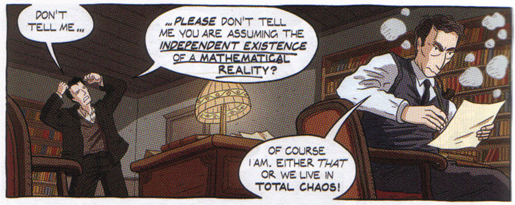 DON'T
TELL ME...
...PLEASE DON'T TELL
ME YOU ARE ASSUMING THE
INDEPENDENT EXISTENCE
OF A MATHEMATICAL
REALITY?
OF COURSE
I AM. EITHER THAT
OR WE LIVE IN
TOTAL CHAOS!